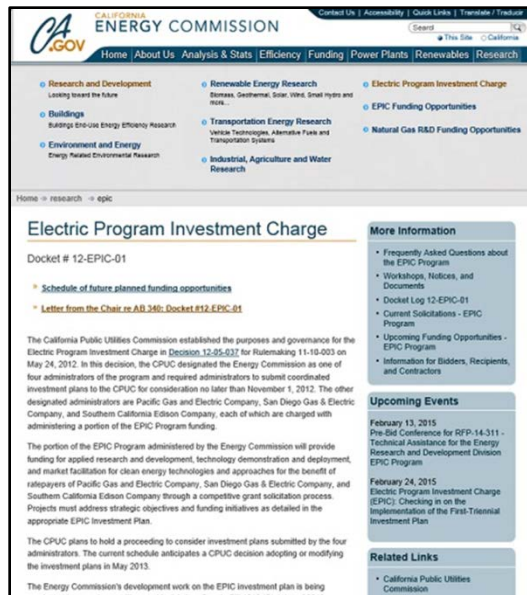 Contact Us | Accessibility | Quick Links | Translate / Traducir
CALIFORNIA
ENERGY COMMISSION
CA.GOV
Search
This Site California
Home About Us Analysis & Stats Efficiency Funding Power Plants Renewables Research
Research and Development
Looking toward the future
Buildings
Buildings End-Use Energy Efficiency Research
Environment and Energy
Energy Related Environmental Research
Renewable Energy Research
Biomass, Geothermal, Solar, Wind, Small Hydro and
more...
Transportation Energy Research
Vehicle Technologies, Alternative Fuels and
Transportation Systems
Industrial, Agriculture and Water
Research
Electric Program Investment Charge
EPIC Funding Opportunities
Natural Gas R&D Funding Opportunities
Home → research → epic
Electric Program Investment Charge
Docket # 12-EPIC-01
Schedule of future planned funding opportunities
Letter from the Chair re AB 340: Docket #12-EPIC-01
The California Public Utilities Commission established the purposes and governance for the
Electric Program Investment Charge in Decision 12-05-037 for Rulemaking 11-10-003 on
May 24, 2012. In this decision, the CPUC designated the Energy Commission as one of
four administrators of the program and required administrators to submit coordinated
investment plans to the CPUC for consideration no later than November 1, 2012. The other
designated administrators are Pacific Gas and Electric Company, San Diego Gas & Electric
Company, and Southern California Edison Company, each of which are charged with
administering a portion of the EPIC Program funding.
The portion of the EPIC Program administered by the Energy Commission will provide
funding for applied research and development, technology demonstration and deployment,
and market facilitation for clean energy technologies and approaches for the benefit of
ratepayers of Pacific Gas and Electric Company, San Diego Gas & Electric Company, and
Southern California Edison Company through a competitive grant solicitation process.
Projects must address strategic objectives and funding initiatives as detailed in the
appropriate EPIC Investment Plan.
The CPUC plans to hold a proceeding to consider investment plans submitted by the four
administrators. The current schedule anticipates a CPUC decision adopting or modifying
the investment plans in May 2013.
The Energy Commission's development work on the EPIC investment plan is being
More Information
Frequently Asked Questions about
the EPIC Program
Workshops, Notices, and
Documents
Docket Log 12-EPIC-01
Current Solicitations - EPIC
Program
Upcoming Funding Opportunities -
EPIC Program
Information for Bidders, Recipients,
and Contractors
Upcoming Events
February 13, 2015
Pre-Bid Conference for RFP-14-311 -
Technical Assistance for the Energy
Research and Development Division
EPIC Program
February 24, 2015
Electric Program Investment Charge
(EPIC): Checking in on the
Implementation of the First-Triennial
Investment Plan
Related Links
California Public Utilities
Commission